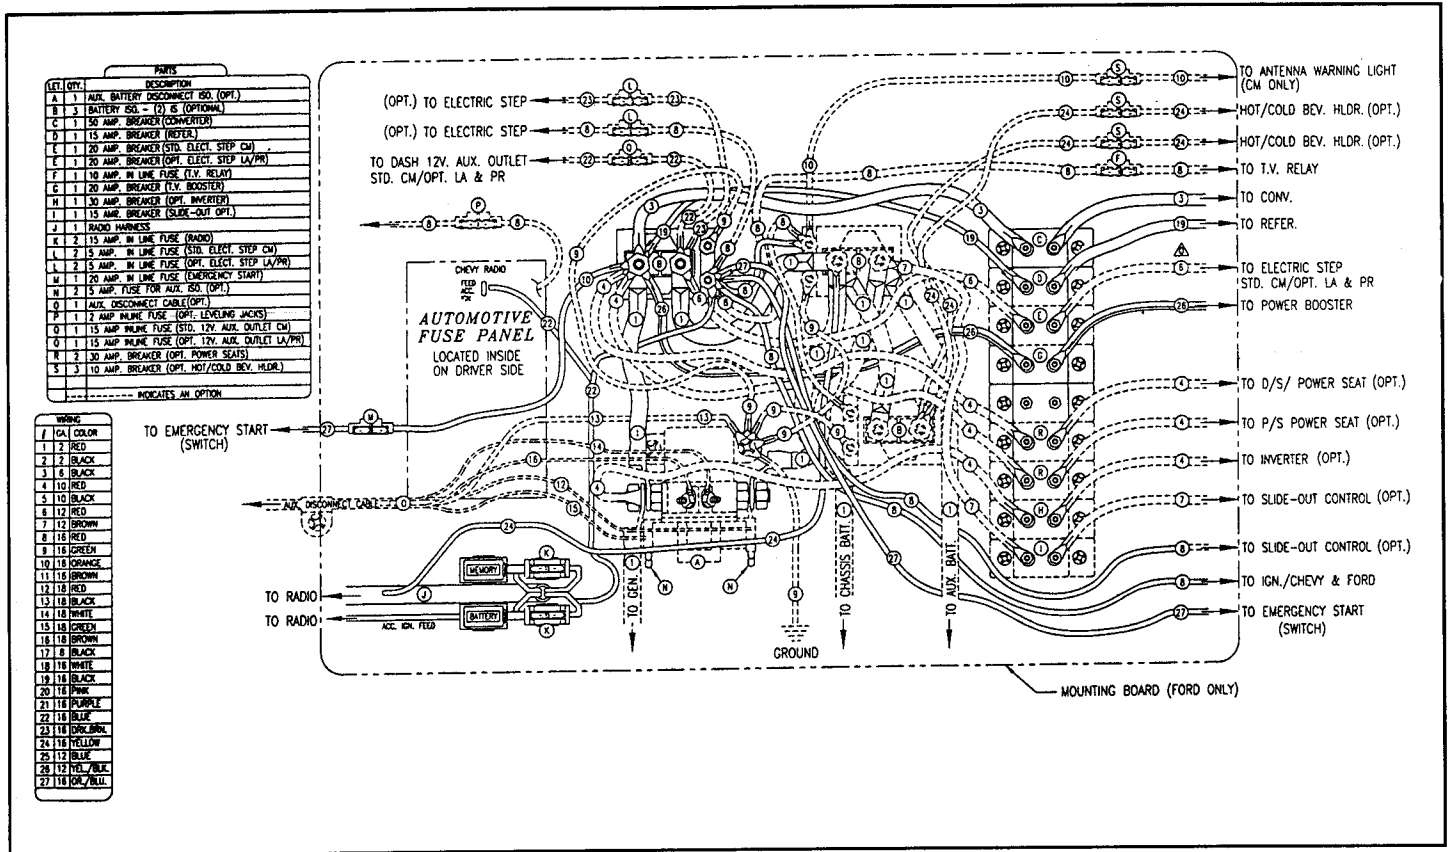 PARTS
LET. QTY. DESCRIPTION
A 1 AUX. BATTERY DISCONNECT ISO. (OPT.)
B 3 BATTERY ISO. - (2) IS (OPTIONAL)
C 1 50 AMP. BREAKER (CONVERTER)
D 1 15 AMP. BREAKER (REFER.)
E 1 20 AMP. BREAKER (STD. ELECT. STEP CM)
E 1 20 AMP. BREAKER (OPT. ELECT. STEP LA/PR)
F 1 10 AMP. IN LINE FUSE (T.V. RELAY)
G 1 20 AMP. BREAKER (T.V. BOOSTER)
H 1 30 AMP. BREAKER (OPT. INVERTER)
I 1 15 AMP. BREAKER (SLIDE-OUT OPT.)
J 1 RADIO HARNESS
K 2 15 AMP. IN LINE FUSE (RADIO)
L 2 5 AMP. IN LINE FUSE (STD. ELECT. STEP CM)
L 2 5 AMP. IN LINE FUSE (OPT. ELECT. STEP LA/PR)
M 1 20 AMP. IN LINE FUSE (EMERGENCY START)
N 2 5 AMP. FUSE FOR AUX. ISO. (OPT.)
O 1 AUX. DISCONNECT CABLE(OPT.)
P 1 2 AMP INLINE FUSE (OPT. LEVELING JACKS)
Q 1 15 AMP INLINE FUSE (STD. 12V. AUX. OUTLET CM)
Q 1 15 AMP INLINE FUSE (OPT. 12V. AUX. OUTLET LA/PR)
R 2 30 AMP. BREAKER (OPT. POWER SEATS)
S 3 10 AMP. BREAKER (OPT. HOT/COLD BEV. HLDR.)
INDICATES AN OPTION
WIRING
# GA. COLOR
1 2 RED
2 2 BLACK
3 6 BLACK
4 10 RED
5 10 BLACK
6 12 RED
7 12 BROWN
8 16 RED
9 16 GREEN
10 16 ORANGE
11 16 BROWN
12 18 RED
13 18 BLACK
14 18 WHITE
15 18 GREEN
16 18 BROWN
17 8 BLACK
18 16 WHITE
19 16 BLACK
20 16 PINK
21 16 PURPLE
22 16 BLUE
23 16 DRK.BRN.
24 16 YELLOW
25 12 BLUE
26 12 YEL./BLK.
27 16 OR./BLU.
(OPT.) TO ELECTRIC STEP
(OPT.) TO ELECTRIC STEP
TO DASH 12V. AUX. OUTLET
STD. CM/OPT. LA & PR
CHEVY RADIO
FEED
AUTOMOTIVE
FUSE PANEL
LOCATED INSIDE
ON DRIVER SIDE
TO EMERGENCY START
(SWITCH)
AUX. DISCONNECT CABLE
MEMORY
BATTERY
TO RADIO
TO RADIO
ACC. IGN. FEED
TO GEN.
GROUND
TO CHASSIS BATT.
TO AUX. BATT.
TO ANTENNA WARNING LIGHT
(CM ONLY)
HOT/COLD BEV. HLDR.(OPT.)
HOT/COLD BEV. HLDR.(OPT.)
TO T.V. RELAY
TO CONV.
TO REFER.
TO ELECTRIC STEP
STD. CM/OPT. LA & PR
TO POWER BOOSTER
TO D/S/ POWER SEAT (OPT.)
TO P/S POWER SEAT (OPT.)
TO INVERTER (OPT.)
TO SLIDE-OUT CONTROL (OPT.)
TO SLIDE-OUT CONTROL (OPT.)
TO IGN./CHEVY & FORD
TO EMERGENCY START
(SWITCH)
MOUNTING BOARD (FORD ONLY)